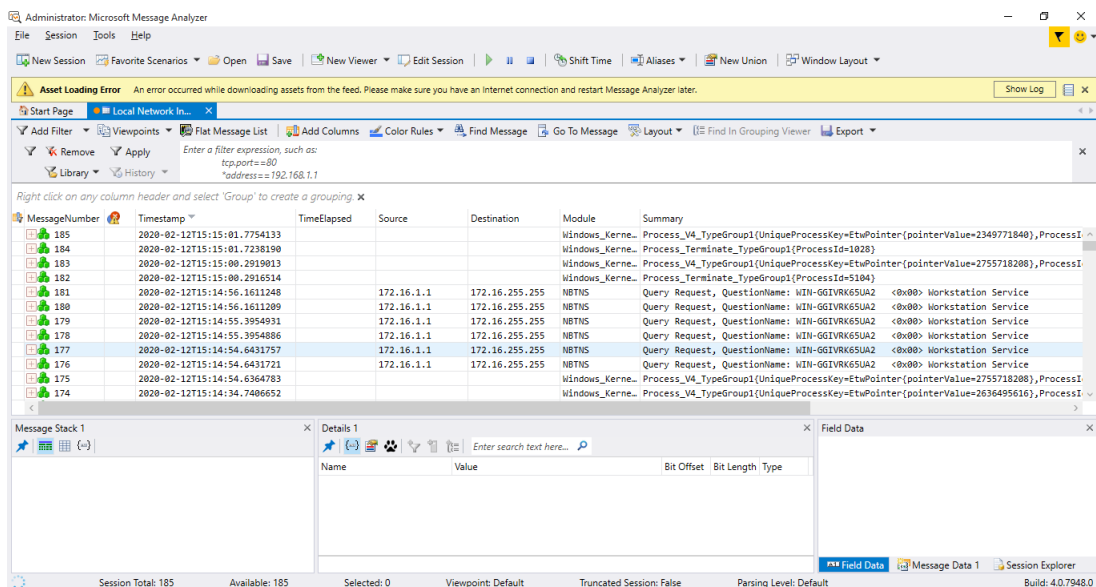 Administrator: Microsoft Message Analyzer
File Session Tools Help
New Session Favorite Scenarios Open Save New Viewer Edit Session Shift Time Aliases New Union Window Layout
Asset Loading Error An error occurred while downloading assets from the feed. Please make sure you have an Internet connection and restart Message Analyzer later. Show Log
Start Page Local Network In...
Add Filter Viewpoints Flat Message List Add Columns Color Rules Find Message Go To Message Layout Find In Grouping Viewer Export
Remove Apply Enter a filter expression, such as:
tcp.port==80
Library History *address==192.168.1.1
Right click on any column header and select 'Group' to create a grouping.
MessageNumber Timestamp TimeElapsed Source Destination Module Summary
185 2020-02-12T15:15:01.7754133 Windows_Kerne... Process_V4_TypeGroup1{UniqueProcessKey=EtwPointer{pointerValue=2349771840},ProcessI
184 2020-02-12T15:15:01.7238190 Windows_Kerne... Process_Terminate_TypeGroup1{ProcessId=1028}
183 2020-02-12T15:15:00.2919013 Windows_Kerne... Process_V4_TypeGroup1{UniqueProcessKey=EtwPointer{pointerValue=2755718208},ProcessI
182 2020-02-12T15:15:00.2916514 Windows_Kerne... Process_Terminate_TypeGroup1{ProcessId=5104}
181 2020-02-12T15:14:56.1611248 172.16.1.1 172.16.255.255 NBTNS Query Request, QuestionName: WIN-GGIVRK65UA2 <0x00> Workstation Service
180 2020-02-12T15:14:56.1611209 172.16.1.1 172.16.255.255 NBTNS Query Request, QuestionName: WIN-GGIVRK65UA2 <0x00> Workstation Service
179 2020-02-12T15:14:55.3954931 172.16.1.1 172.16.255.255 NBTNS Query Request, QuestionName: WIN-GGIVRK65UA2 <0x00> Workstation Service
178 2020-02-12T15:14:55.3954886 172.16.1.1 172.16.255.255 NBTNS Query Request, QuestionName: WIN-GGIVRK65UA2 <0x00> Workstation Service
177 2020-02-12T15:14:54.6431757 172.16.1.1 172.16.255.255 NBTNS Query Request, QuestionName: WIN-GGIVRK65UA2 <0x00> Workstation Service
176 2020-02-12T15:14:54.6431721 172.16.1.1 172.16.255.255 NBTNS Query Request, QuestionName: WIN-GGIVRK65UA2 <0x00> Workstation Service
175 2020-02-12T15:14:54.6364783 Windows_Kerne... Process_V4_TypeGroup1{UniqueProcessKey=EtwPointer{pointerValue=2755718208},ProcessI
174 2020-02-12T15:14:34.7406652 Windows_Kerne... Process_V4_TypeGroup1{UniqueProcessKey=EtwPointer{pointerValue=2636495616},ProcessI
Message Stack 1 Details 1 Field Data
Enter search text here...
Name Value Bit Offset Bit Length Type
Field Data Message Data 1 Session Explorer
Session Total: 185 Available: 185 Selected: 0 Viewpoint: Default Truncated Session: False Parsing Level: Default Build: 4.0.7948.0